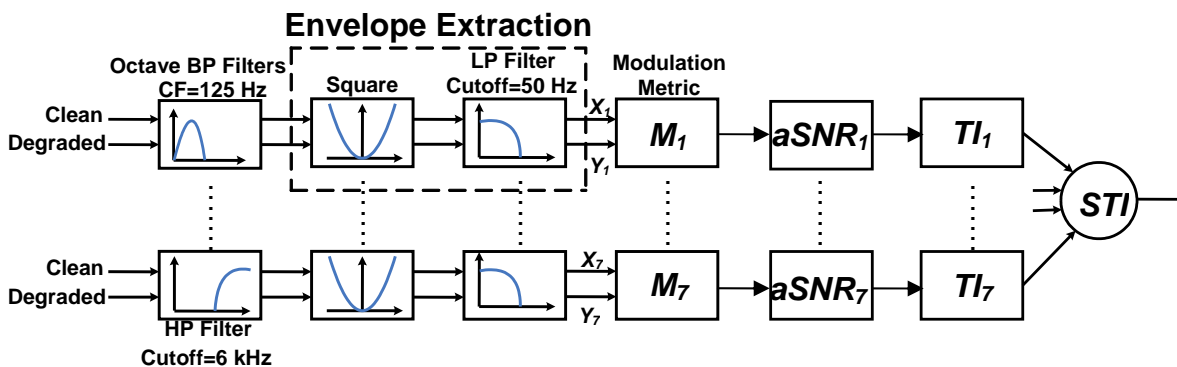 Envelope Extraction
Octave BP Filters
CF=125 Hz
Square
LP Filter
Cutoff=50 Hz
Modulation
Metric
Clean
Degraded
X1
Y1
M1
aSNR1
TI1
STI
Clean
Degraded
X7
Y7
M7
aSNR7
TI7
HP Filter
Cutoff=6 kHz